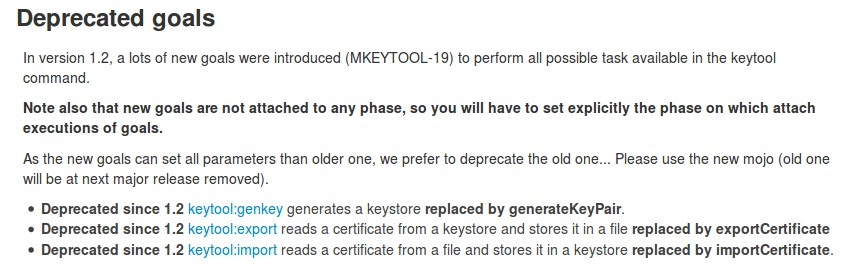 Deprecated goals
In version 1.2, a lots of new goals were introduced (MKEYTOOL-19) to perform all possible task available in the keytool
command.
Note also that new goals are not attached to any phase, so you will have to set explicitly the phase on which attach
executions of goals.
As the new goals can set all parameters than older one, we prefer to deprecate the old one... Please use the new mojo (old one
will be at next major release removed).
• Deprecated since 1.2 keytool:genkey generates a keystore replaced by generateKeyPair.
• Deprecated since 1.2 keytool:export reads a certificate from a keystore and stores it in a file replaced by exportCertificate
• Deprecated since 1.2 keytool:import reads a certificate from a file and stores it in a keystore replaced by importCertificate.